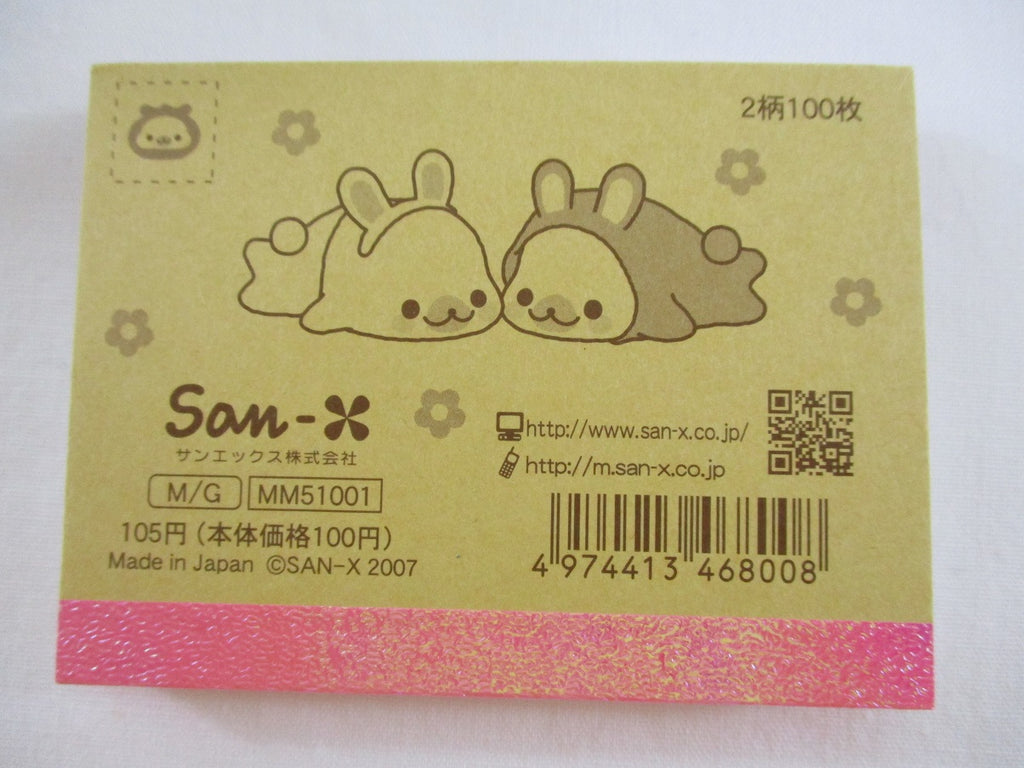 2柄100枚
San-X
サンエックス株式会社
M/G MM51001
105円(本体価格100円)
Made in Japan ©SAN-X 2007
http://www.san-x.co.jp/
http://m.san-x.co.jp
4 974413 468008